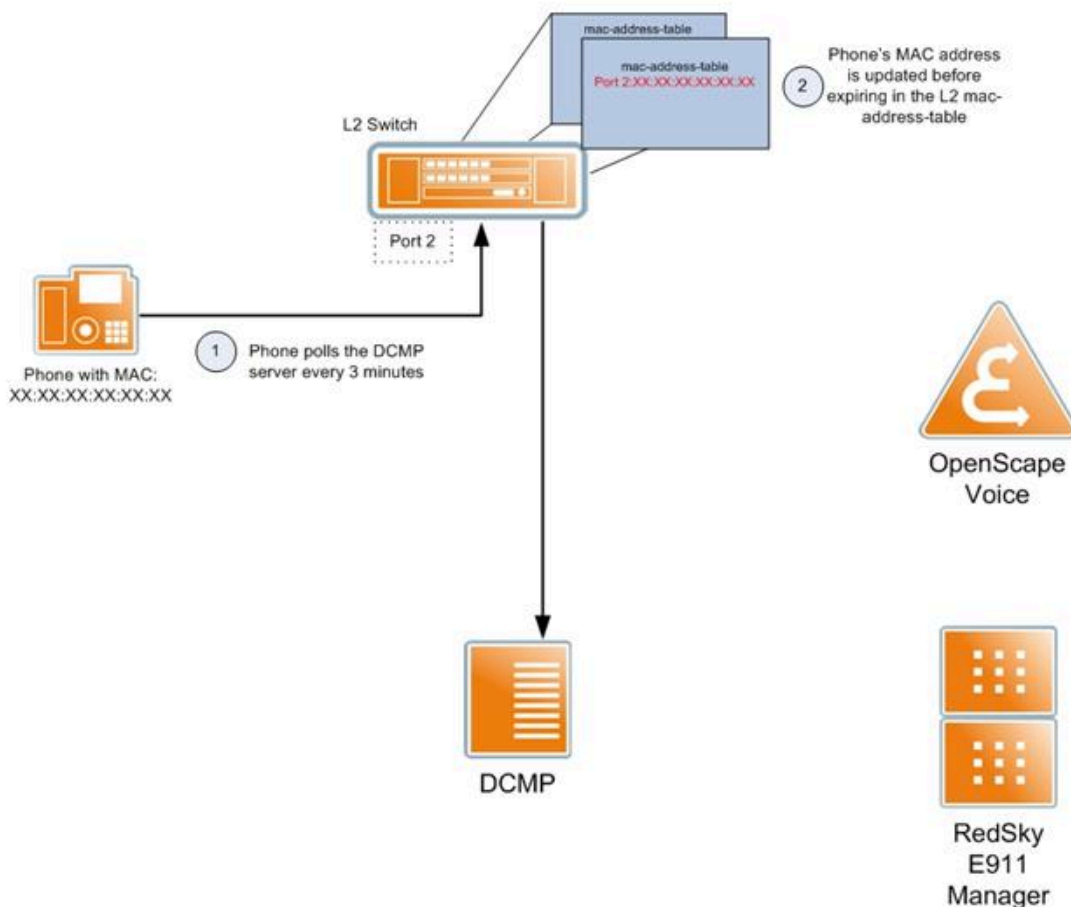 mac-address-table
mac-address-table
Port 2:XX:XX:XX:XX:XX:XX
2
Phone's MAC address
is updated before
expiring in the L2 mac-
address-table
L2 Switch
Port 2
1
Phone polls the DCMP
server every 3 minutes
Phone with MAC:
XX:XX:XX:XX:XX:XX
OpenScape
Voice
DCMP
RedSky
E911
Manager